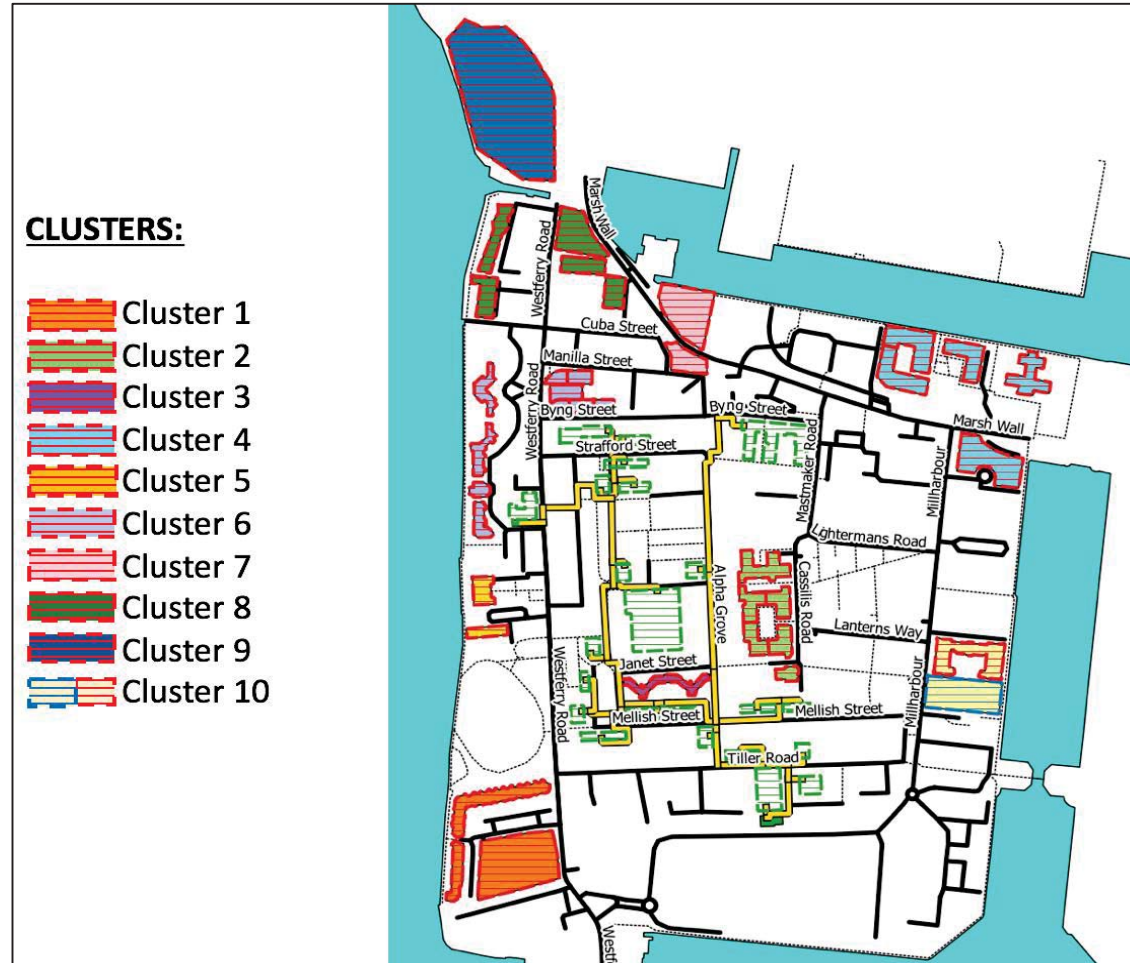 CLUSTERS:
Cluster 1
Cluster 2
Cluster 3
Cluster 4
Cluster 5
Cluster 6
Cluster 7
Cluster 8
Cluster 9
Cluster 10
Marsh Wall
Westferry Road
Cuba Street
Manilla Street
Westferry Road
Byng Street
Byng Street
Marsh Wall
Strafford Street
Mastmaker Road
Millharbour
Lightermans Road
Alpha Grove
Cassilis Road
Lanterns Way
Janet Street
Westferry Road
Mellish Street
Mellish Street
Millharbour
Tiller Road
Westf